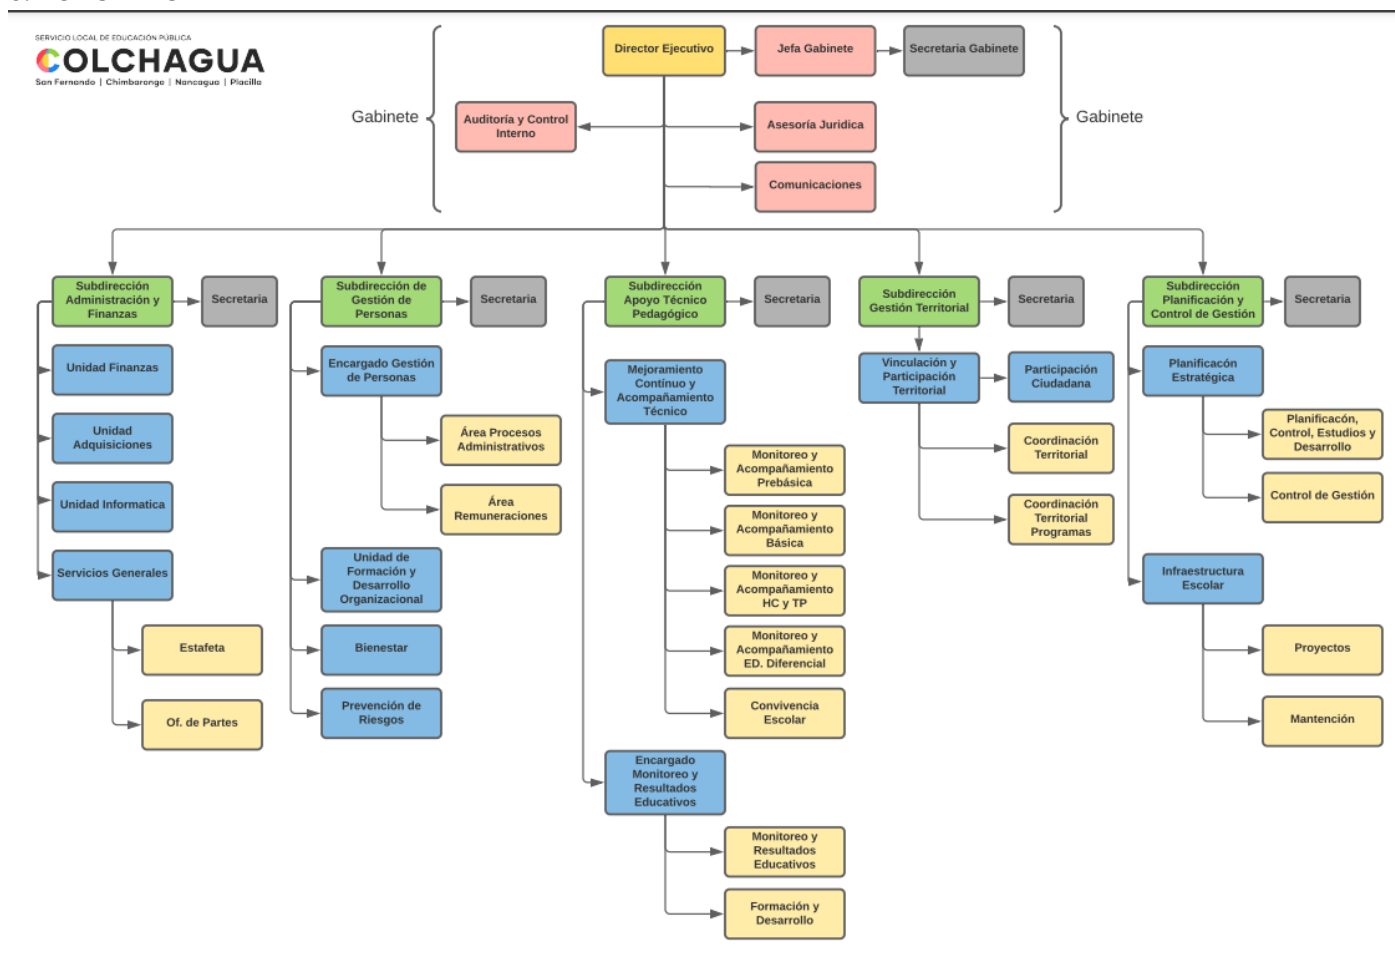 SERVICIO LOCAL DE EDUCACIÓN PÚBLICA
COLCHAGUA
San Fernando | Chimbarongo | Nancagua | Placilla
Gabinete
Gabinete
Director Ejecutivo
Jefa Gabinete
Secretaria Gabinete
Auditoría y Control
Interno
Asesoría Juridica
Comunicaciones
Subdirección
Administración y
Finanzas
Secretaria
Unidad Finanzas
Unidad
Adquisiciones
Unidad Informatica
Servicios Generales
Estafeta
Of. de Partes
Subdirección de
Gestión de
Personas
Secretaria
Encargado Gestión
de Personas
Área Procesos
Administrativos
Área
Remuneraciones
Unidad de
Formación y
Desarrollo
Organizacional
Bienestar
Prevención de
Riesgos
Subdirección
Apoyo Técnico
Pedagógico
Secretaria
Mejoramiento
Contínuo y
Acompañamiento
Técnico
Monitoreo y
Acompañamiento
Prebásica
Monitoreo y
Acompañamiento
Básica
Monitoreo y
Acompañamiento
HC y TP
Monitoreo y
Acompañamiento
ED. Diferencial
Convivencia
Escolar
Encargado
Monitoreo y
Resultados
Educativos
Monitoreo y
Resultados
Educativos
Formación y
Desarrollo
Subdirección
Gestión Territorial
Secretaria
Vinculación y
Participación
Territorial
Participación
Ciudadana
Coordinación
Territorial
Coordinación
Territorial
Programas
Subdirección
Planificación y
Control de Gestión
Secretaria
Planificacón
Estratégica
Planificacón,
Control, Estudios y
Desarrollo
Control de Gestión
Infraestructura
Escolar
Proyectos
Mantención